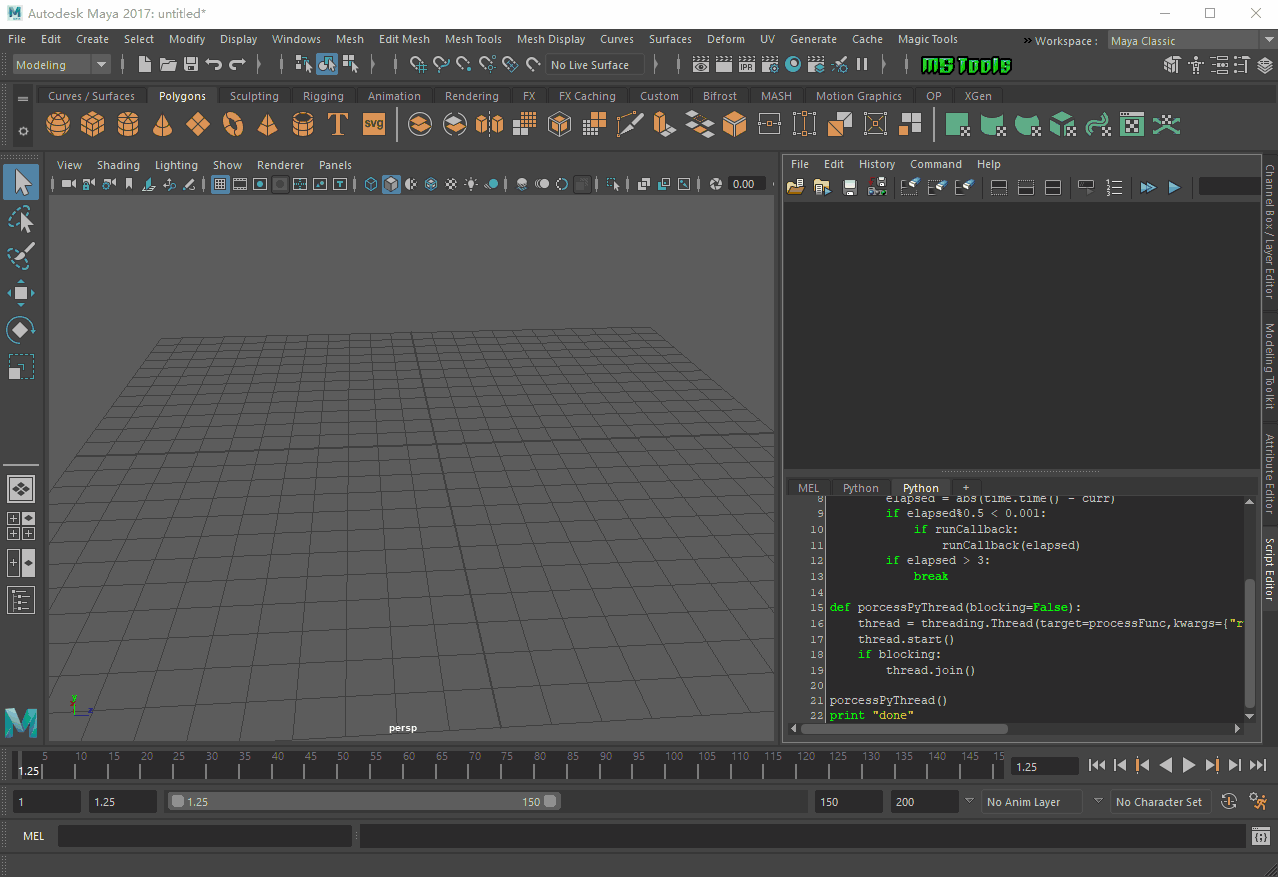 Autodesk Maya 2017: untitled*
File Edit Create Select Modify Display Windows Mesh Edit Mesh Mesh Tools Mesh Display Curves Surfaces Deform UV Generate Cache Magic Tools » Workspace : Maya Classic
Modeling No Live Surface IPR MS Tools
Curves / Surfaces Polygons Sculpting Rigging Animation Rendering FX FX Caching Custom Bifrost MASH Motion Graphics OP XGen
T SVG
View Shading Lighting Show Renderer Panels
0.00
File Edit History Command Help
Channel Box / Layer Editor
Modeling Toolkit
Attribute Editor
Script Editor
MEL Python Python +
8 elapsed = abs(time.time() - curr)
9 if elapsed%0.5 < 0.001:
10 if runCallback:
11 runCallback(elapsed)
12 if elapsed > 3:
13 break
14
15 def porcessPyThread(blocking=False):
16 thread = threading.Thread(target=processFunc,kwargs={"r
17 thread.start()
18 if blocking:
19 thread.join()
20
21 porcessPyThread()
22 print "done"
y
z
persp
5 10 15 20 25 30 35 40 45 50 55 60 65 70 75 80 85 90 95 100 105 110 115 120 125 130 135 140 145 15
1.25 1.25
1 1.25 1.25 150 150 200 No Anim Layer No Character Set
MEL